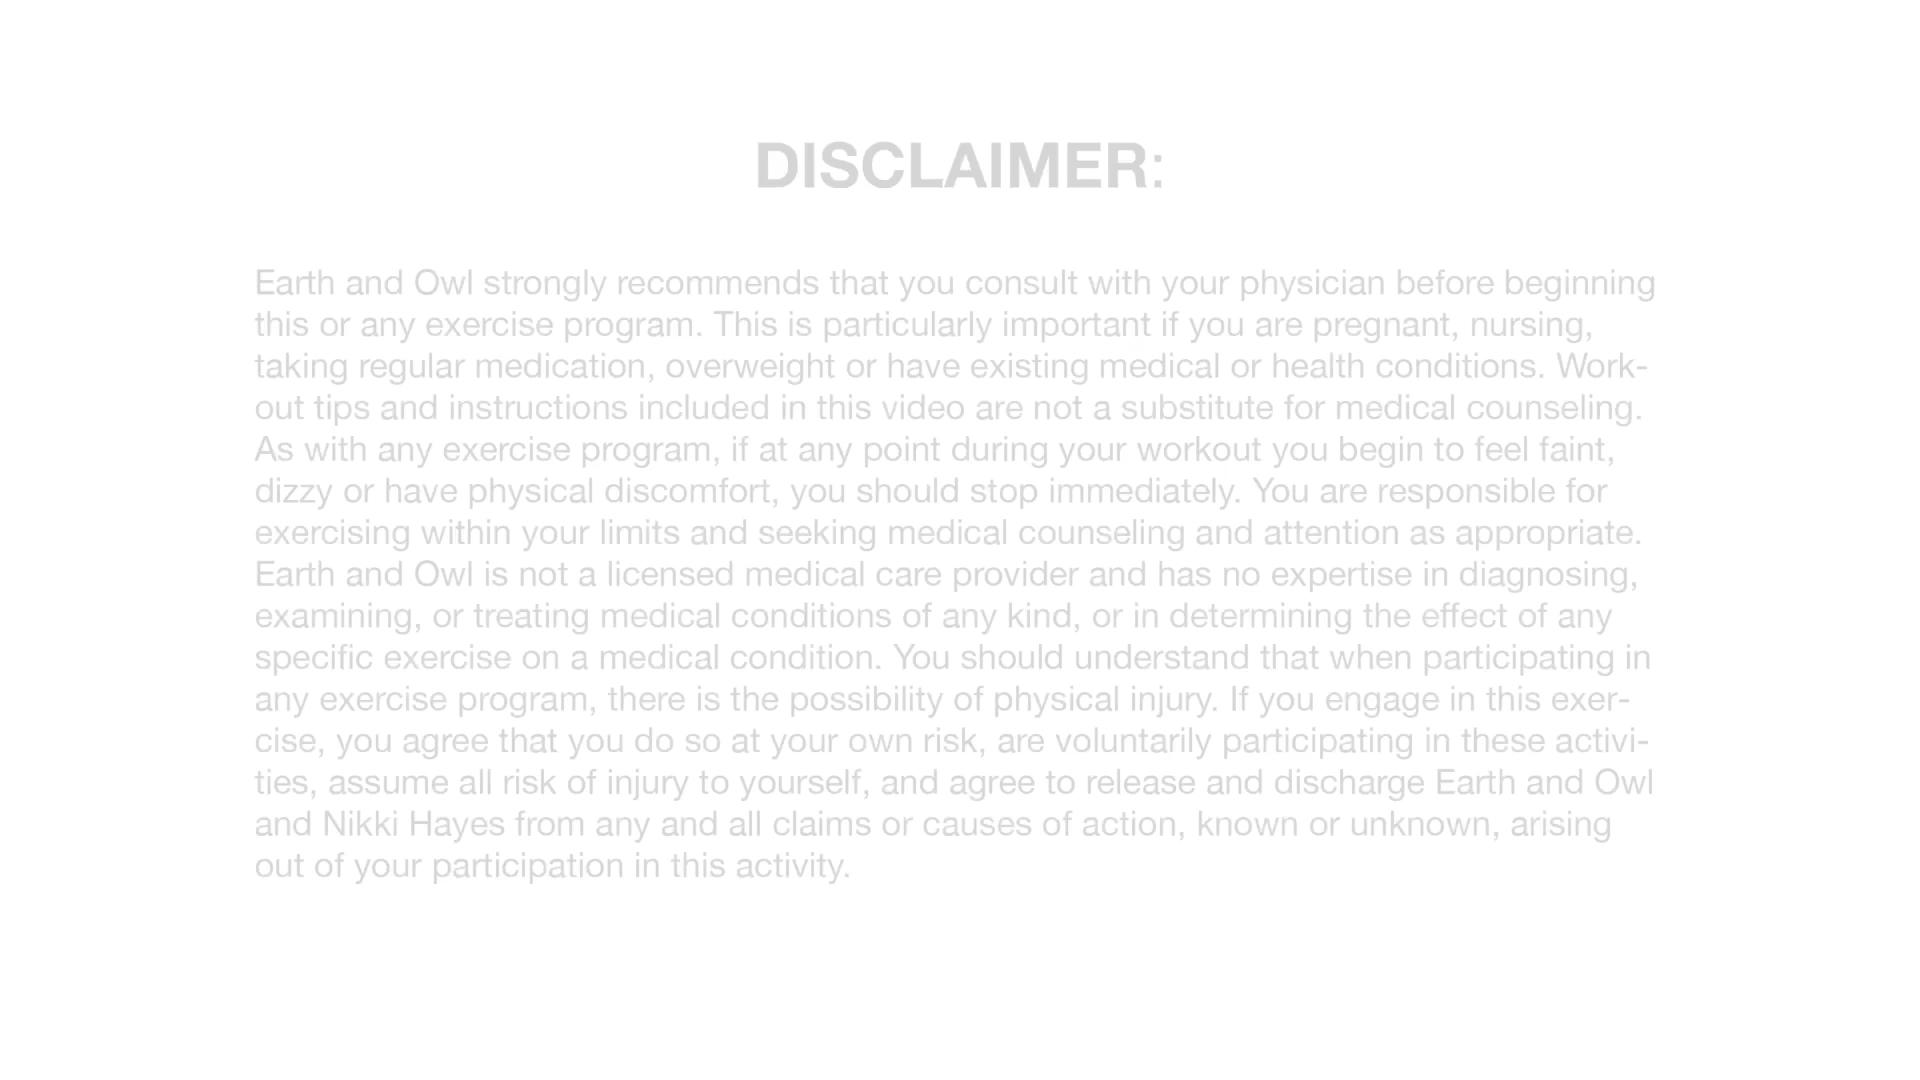 DISCLAIMER:
Earth and Owl strongly recommends that you consult with your physician before beginning
this or any exercise program. This is particularly important if you are pregnant, nursing,
taking regular medication, overweight or have existing medical or health conditions. Work-
out tips and instructions included in this video are not a substitute for medical counseling.
As with any exercise program, if at any point during your workout you begin to feel faint,
dizzy or have physical discomfort, you should stop immediately. You are responsible for
exercising within your limits and seeking medical counseling and attention as appropriate.
Earth and Owl is not a licensed medical care provider and has no expertise in diagnosing,
examining, or treating medical conditions of any kind, or in determining the effect of any
specific exercise on a medical condition. You should understand that when participating in
any exercise program, there is the possibility of physical injury. If you engage in this exer-
cise, you agree that you do so at your own risk, are voluntarily participating in these activi-
ties, assume all risk of injury to yourself, and agree to release and discharge Earth and Owl
and Nikki Hayes from any and all claims or causes of action, known or unknown, arising
out of your participation in this activity.